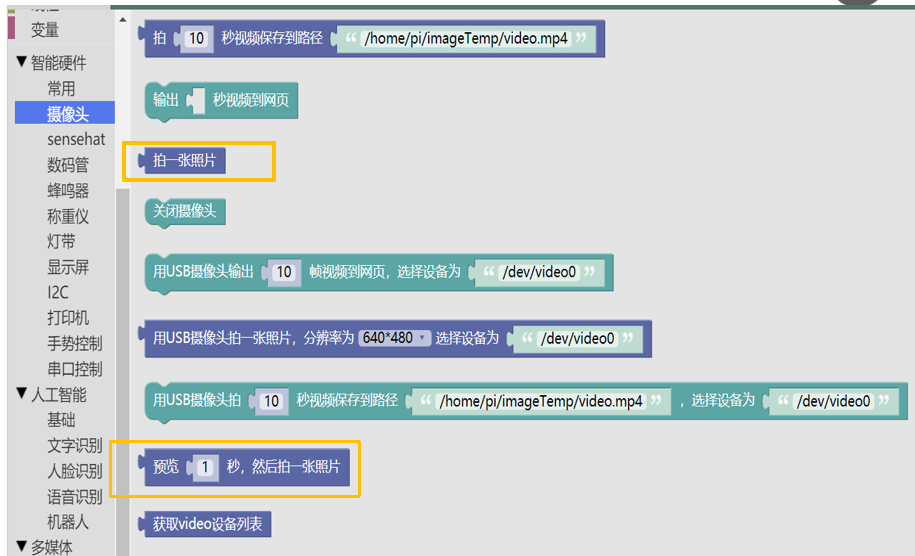 变量
智能硬件
常用
摄像头
sensehat
数码管
蜂鸣器
称重仪
灯带
显示屏
I2C
打印机
手势控制
串口控制
人工智能
基础
文字识别
人脸识别
语音识别
机器人
多媒体
拍 10 秒视频保存到路径 “ /home/pi/imageTemp/video.mp4 ”
输出 秒视频到网页
拍一张照片
关闭摄像头
用USB摄像头输出 10 帧视频到网页，选择设备为 “ /dev/video0 ”
用USB摄像头拍一张照片，分辨率为 640*480 选择设备为 “ /dev/video0 ”
用USB摄像头拍 10 秒视频保存到路径 “ /home/pi/imageTemp/video.mp4 ” ，选择设备为 “ /dev/video0 ”
预览 1 秒，然后拍一张照片
获取video设备列表